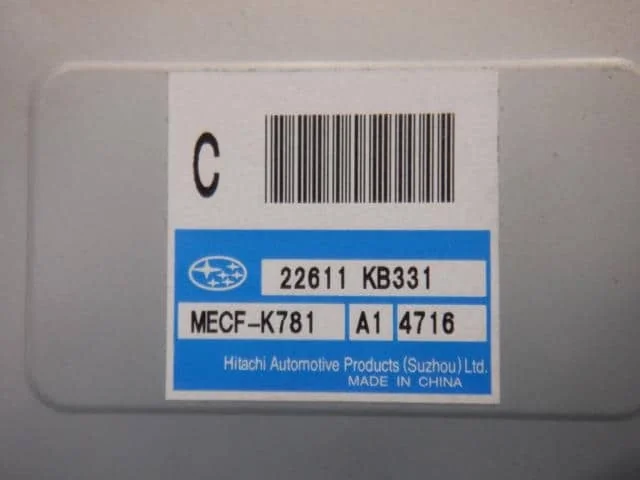 C
22611 KB331
MECF-K781 A1 4716
Hitachi Automotive Products (Suzhou) Ltd.
MADE IN CHINA